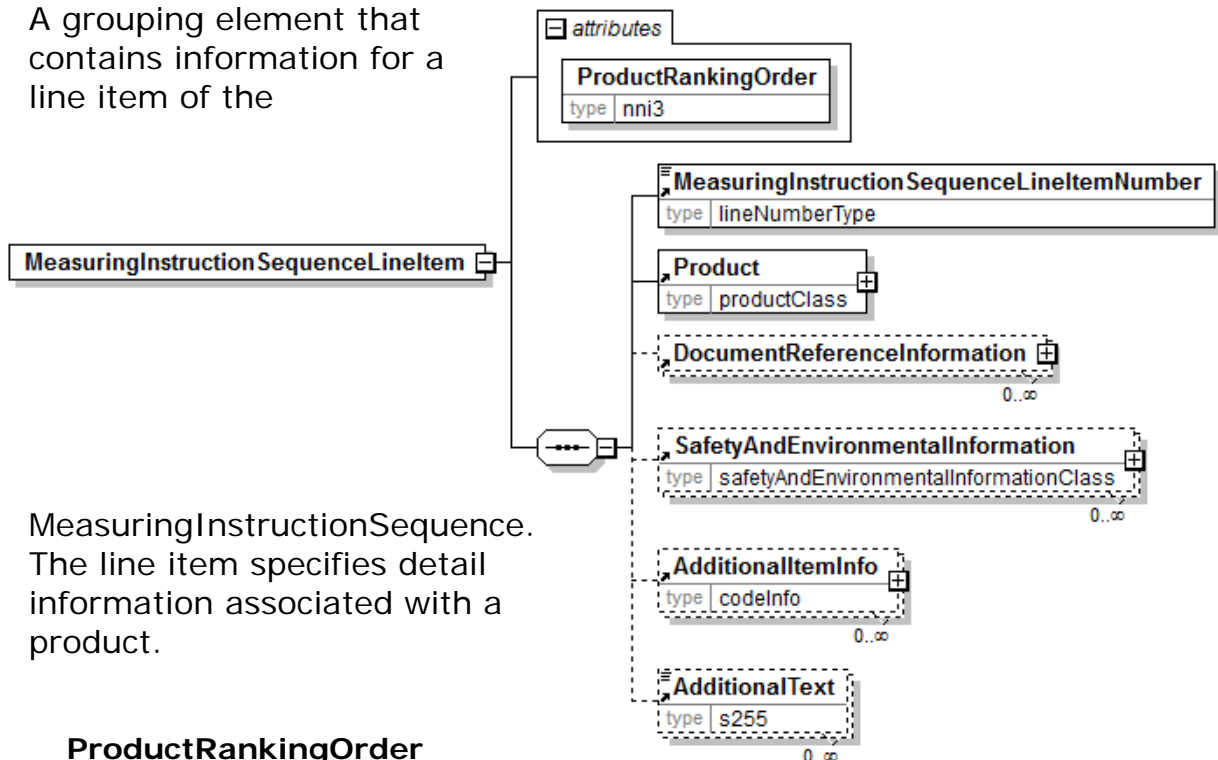 A grouping element that
contains information for a
line item of the
attributes
ProductRankingOrder
type nni3
MeasuringInstructionSequenceLineItemNumber
type lineNumberType
MeasuringInstructionSequenceLineItem
Product
type productClass
DocumentReferenceInformation
0..∞
SafetyAndEnvironmentalInformation
type safetyAndEnvironmentalInformationClass
0..∞
MeasuringInstructionSequence.
The line item specifies detail
information associated with a
product.
AdditionalItemInfo
type codeInfo
0..∞
AdditionalText
type s255
0..∞
ProductRankingOrder